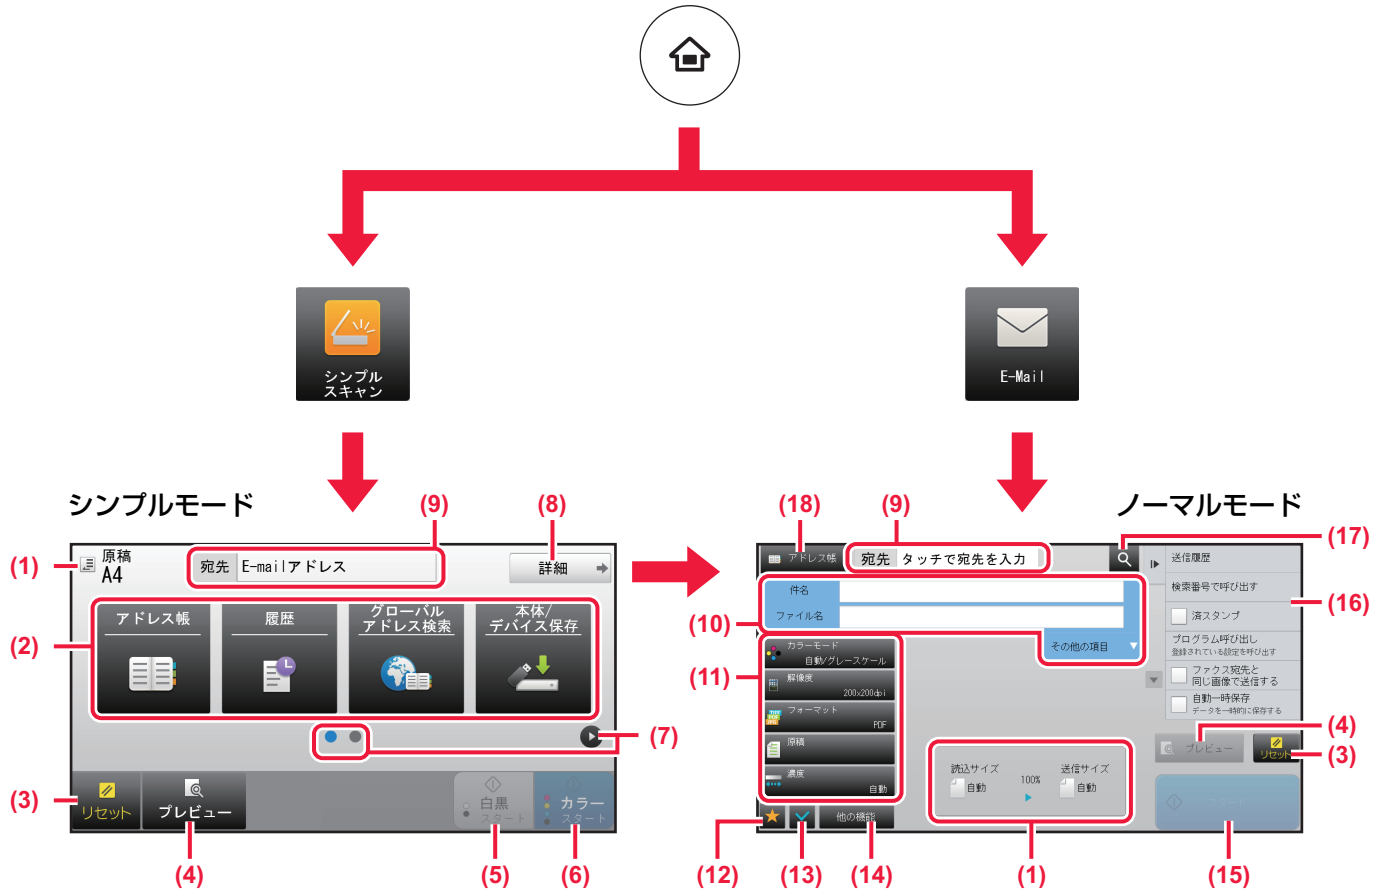 シンプル
スキャン
E-Mail
シンプルモード
(9)
(8)
(1)
原稿
A4
宛先 E-mailアドレス
詳細
(2)
アドレス帳
履歴
グローバル
アドレス検索
本体/
デバイス保存
(7)
(3)
リセット
プレビュー
白黒
スタート
カラー
スタート
(4)
(5)
(6)
ノーマルモード
(18)
(9)
(17)
アドレス帳
宛先 タッチで宛先を入力
送信履歴
件名
検索番号で呼び出す
(16)
ファイル名
済スタンプ
(10)
その他の項目
プログラム呼び出し
登録されている設定を呼び出す
(11)
カラーモード
自動/グレースケール
解像度
200x200dpi
ファクス宛先と
同じ画像で送信する
フォーマット
PDF
自動一時保存
データを一時的に保存する
原稿
(4)
プレビュー
リセット
(3)
濃度
自動
読込サイズ
自動
100%
送信サイズ
自動
スタート
他の機能
(12)
(13)
(14)
(1)
(15)